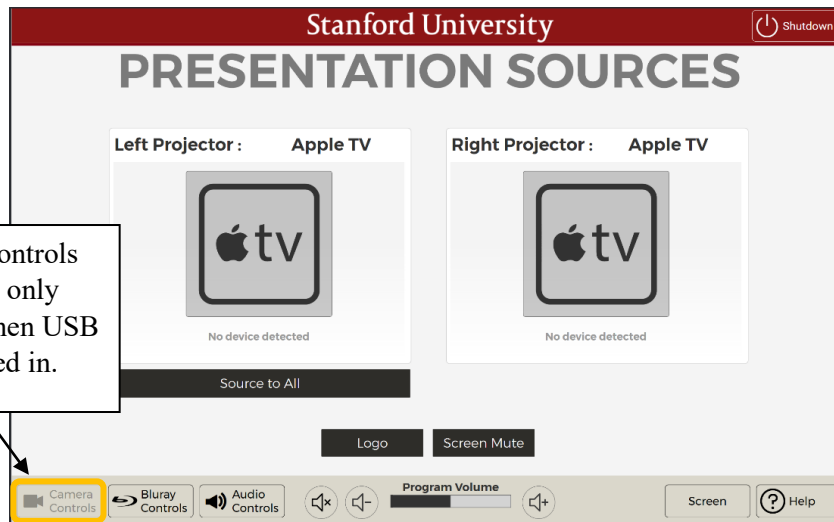 Stanford University
Shutdown
PRESENTATION SOURCES
Left Projector : Apple TV
Right Projector : Apple TV
tv
tv
No device detected
No device detected
ontrols
only
hen USB
ed in.
Source to All
Logo
Screen Mute
Camera
Controls
Bluray
Controls
Audio
Controls
Program Volume
Screen
? Help